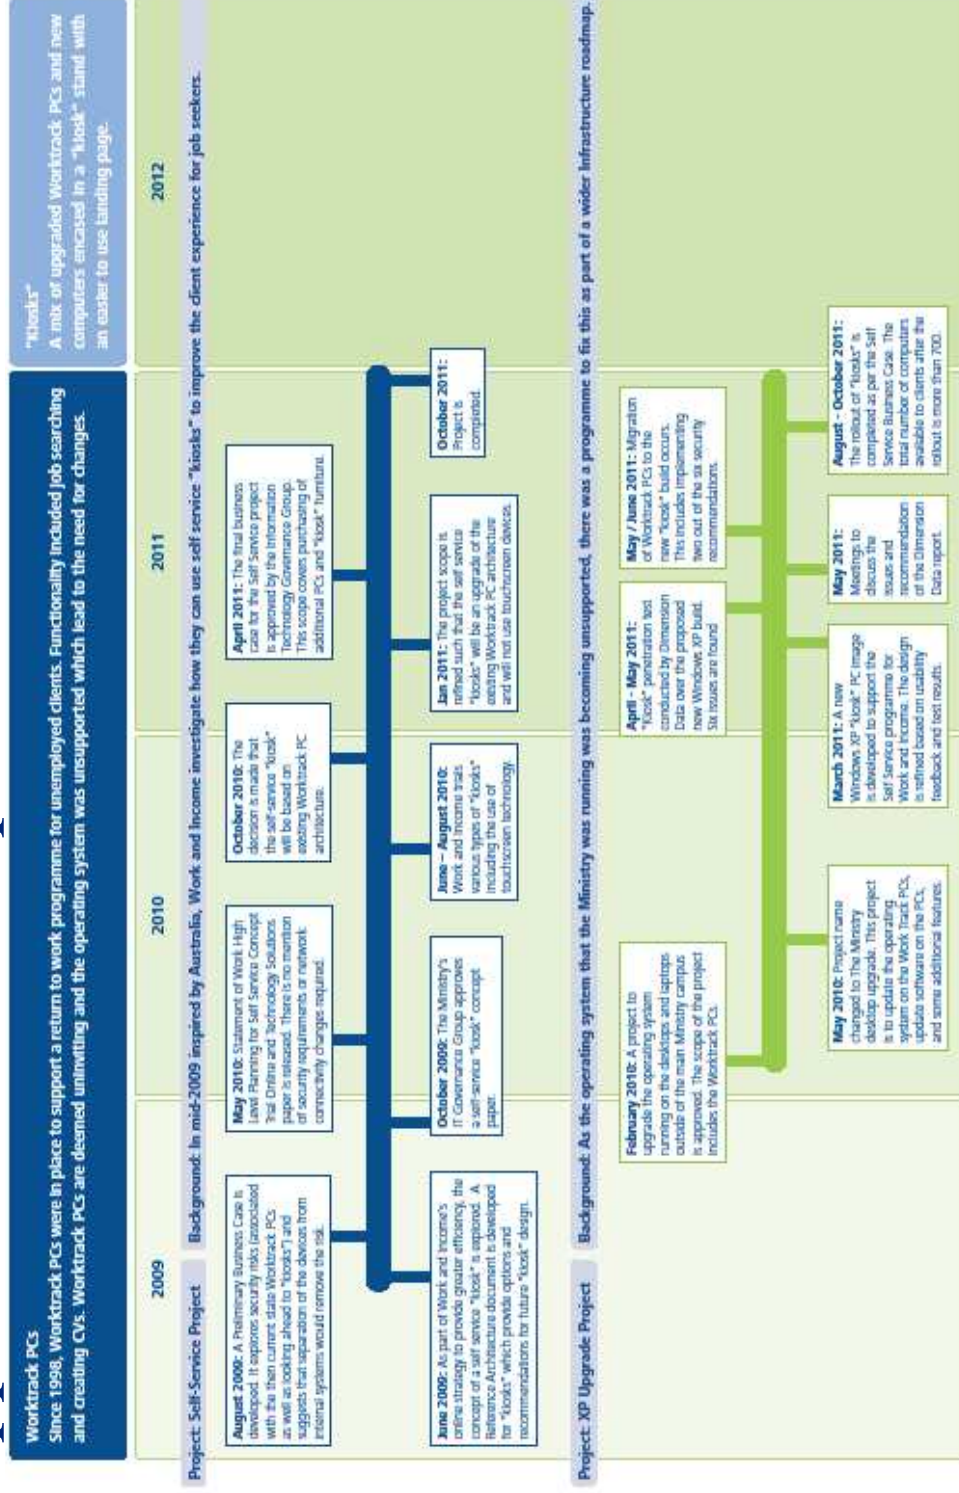 Worktrack PCs
Since 1998, Worktrack PCs were in place to support a return to work programme for unemployed clients. Functionality included job searching
and creating CVs. Worktrack PCs are deemed uninviting and the operating system was unsupported which lead to the need for changes.
"Kiosks"
A mix of upgraded Worktrack PCs and new
computers encased in a "kiosk" stand with
an easier to use landing page.
2009
2010
2011
2012
Project: Self-Service Project
Background: In mid-2009 inspired by Australia, Work and Income investigate how they can use self service "kiosks" to improve the client experience for job seekers.
August 2009: A Preliminary Business Case is
developed. It explores security risks (associated
with the then current state Worktrack PCs
as well as looking ahead to "kiosks") and
suggests that separation of the devices from
internal systems would remove the risk.
May 2010: Statement of Work High
Level Planning for Self Service Concept
Trial Online and Technology Solutions
paper is released. There is no mention
of security requirements or network
connectivity changes required.
October 2010: The
decision is made that
the self-service "kiosk"
will be based on
existing Worktrack PC
architecture.
April 2011: The final business
case for the Self Service project
is approved by the Information
Technology Governance Group.
This scope covers purchasing of
additional PCs and "kiosk" furniture.
June 2009: As part of Work and Income's
online strategy to provide greater efficiency, the
concept of a self service "kiosk" is explored. A
Reference Architecture document is developed
for "kiosks" which provide options and
recommendations for future "kiosk" design.
October 2009: The Ministry's
IT Governance Group approves
a self-service "kiosk" concept
paper.
June – August 2010:
Work and Income trials
various types of "kiosks"
including the use of
touchscreen technology.
Jan 2011: The project scope is
refined such that the self service
"kiosks" will be an upgrade of the
existing Worktrack PC architecture
and will not use touchscreen devices.
October 2011:
Project is
completed.
Project: XP Upgrade Project
Background: As the operating system that the Ministry was running was becoming unsupported, there was a programme to fix this as part of a wider Infrastructure roadmap.
February 2010: A project to
upgrade the operating system
running on the desktops and laptops
outside of the main Ministry campus
is approved. The scope of the project
includes the Worktrack PCs.
April – May 2011:
"Kiosk" penetration test
conducted by Dimension
Data over the proposed
new Windows XP build.
Six issues are found
May / June 2011: Migration
of Worktrack PCs to the
new "kiosk" build occurs.
This includes implementing
two out of the six security
recommendations.
May 2010: Project name
changed to The Ministry
desktop upgrade. This project
is to update the operating
system on the Work Track PCs,
update software on the PCs,
and some additional features.
March 2011: A new
Windows XP "kiosk" PC image
is developed to support the
Self Service programme for
Work and Income. The design
is refined based on usability
feedback and test results.
May 2011:
Meetings to
discuss the
issues and
recommendation
of the Dimension
Data report.
August - October 2011:
The rollout of "kiosks" is
completed as per the Self
Service Business Case. The
total number of computers
available to clients after the
rollout is more than 700.